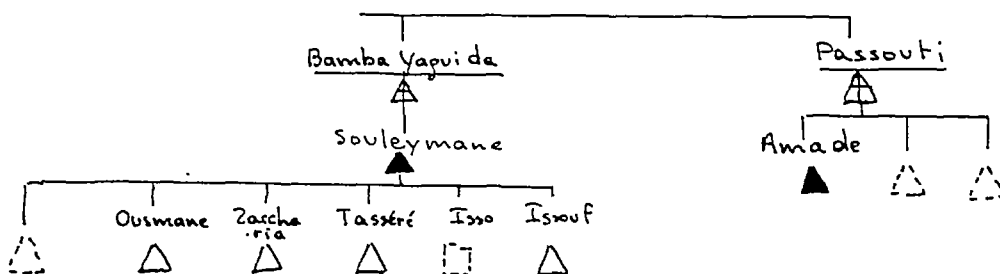 Bamba Yaguida
Passouti
Souleymane
Amade
Ousmane
Zaccha
.ria
Tasséré
Isso
Issouf